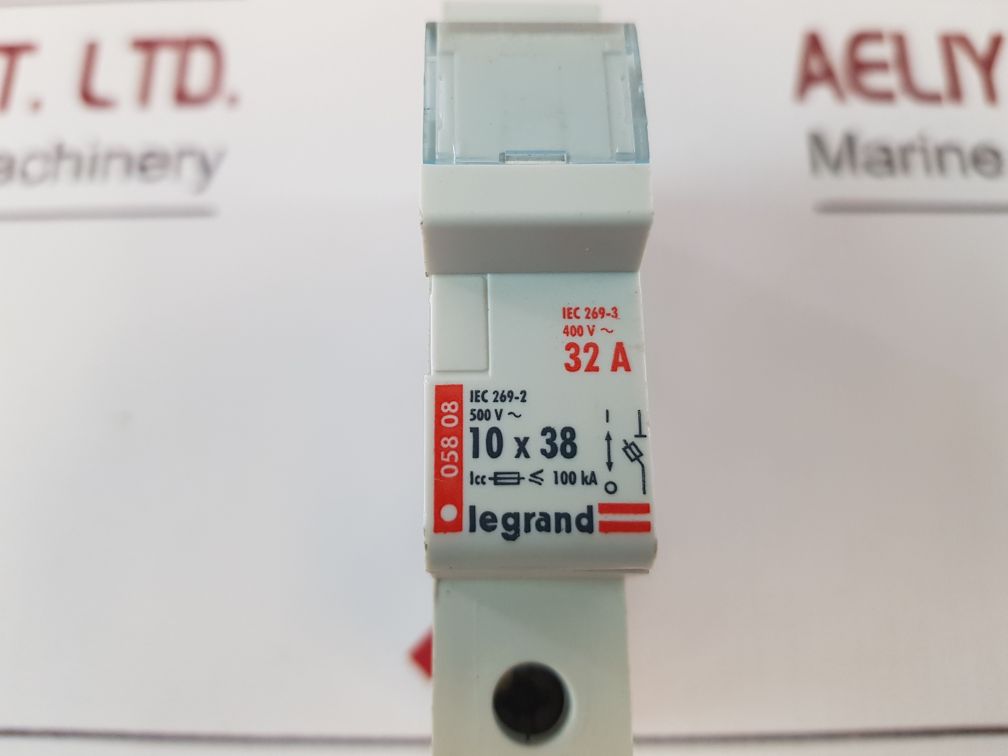 T. LTD.
achinery
AELIY
Marine
IEC 269-3
400 V ~
32 A
058 08
IEC 269-2
500 V ~
10 x 38
Icc ≤ 100 kA
I
O
legrand